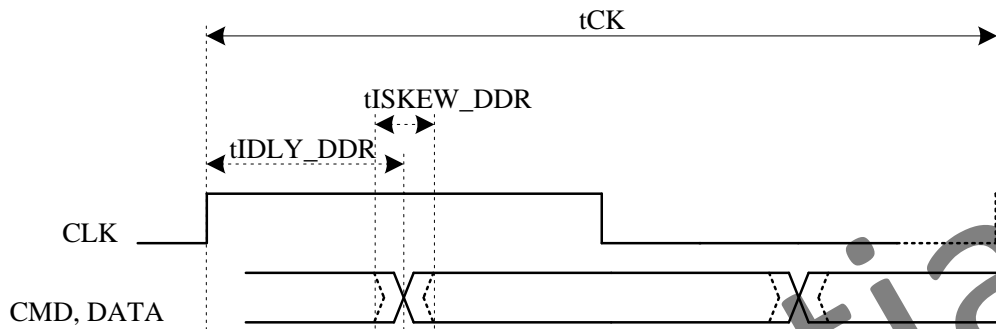 tCK
tISKEW_DDR
tIDLY_DDR
CLK
CMD, DATA